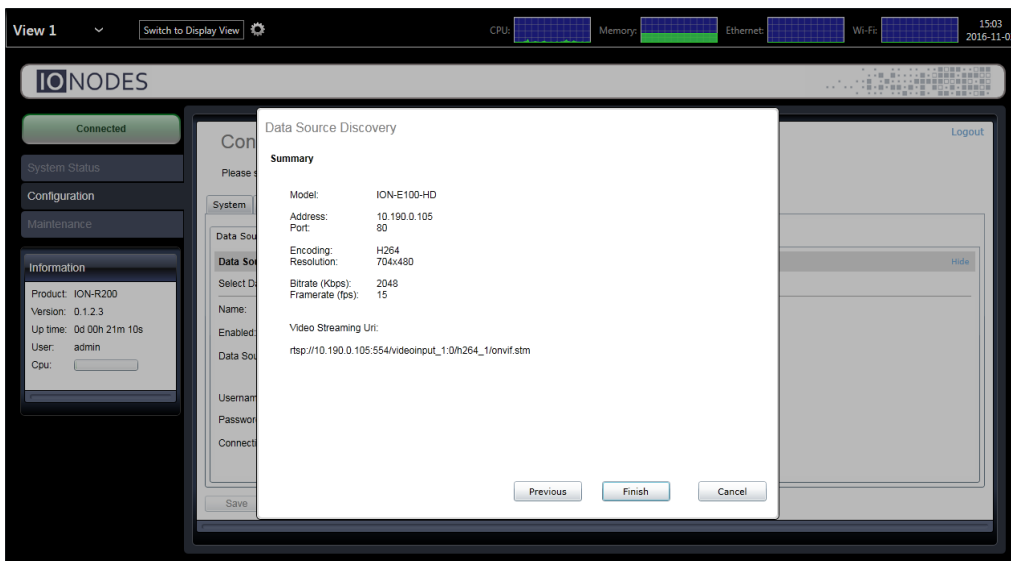 View 1
Switch to Display View
CPU:
Memory:
Ethernet:
Wi-Fi:
15:03
2016-11-0
IONODES
Connected
System Status
Configuration
Maintenance
Information
Product: ION-R200
Version: 0.1.2.3
Up time: 0d 00h 21m 10s
User: admin
Cpu:
Logout
Con
Please s
System
Data Sou
Data Sou
Hide
Select Da
Name:
Enabled:
Data Sou
Usernam
Passwor
Connecti
Save
Data Source Discovery
Summary
Model: ION-E100-HD
Address: 10.190.0.105
Port: 80
Encoding: H264
Resolution: 704x480
Bitrate (Kbps): 2048
Framerate (fps): 15
Video Streaming Uri:
rtsp://10.190.0.105:554/videoinput_1:0/h264_1/onvif.stm
Previous
Finish
Cancel